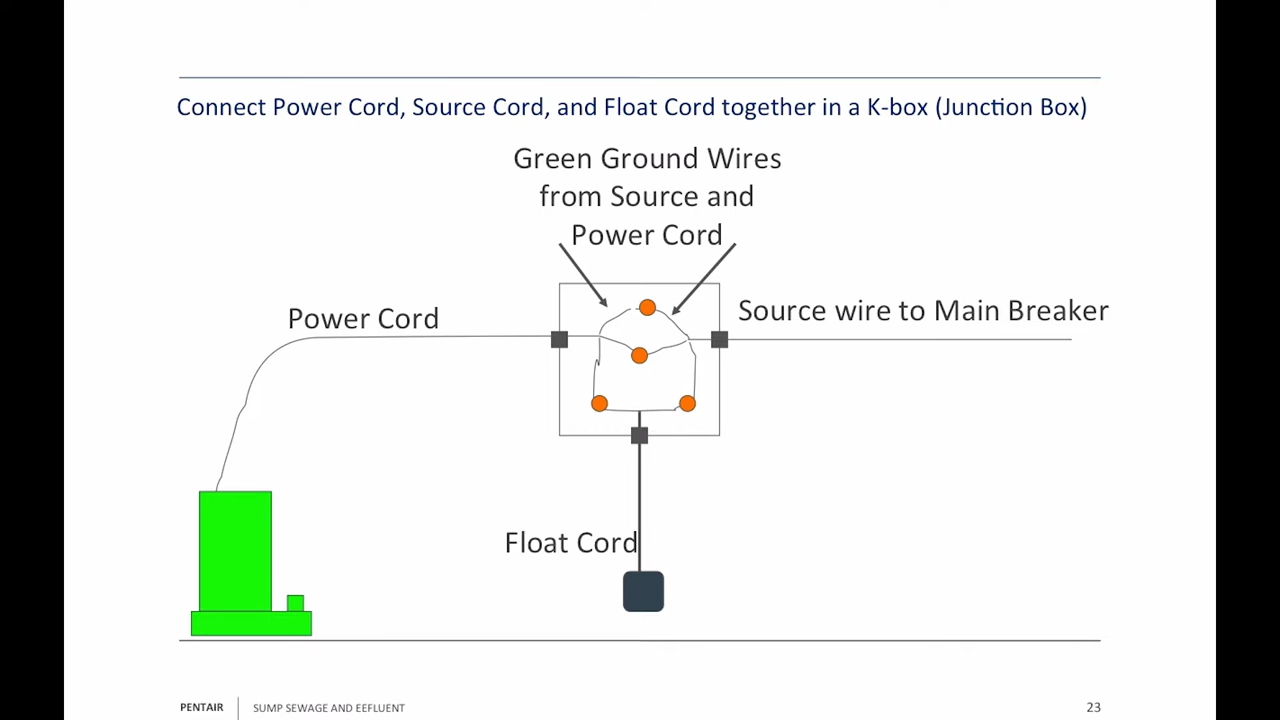 Connect Power Cord, Source Cord, and Float Cord together in a K-box (Junction Box)
Green Ground Wires
from Source and
Power Cord
Power Cord
Source wire to Main Breaker
Float Cord
PENTAIR
SUMP SEWAGE AND EEFLUENT
23